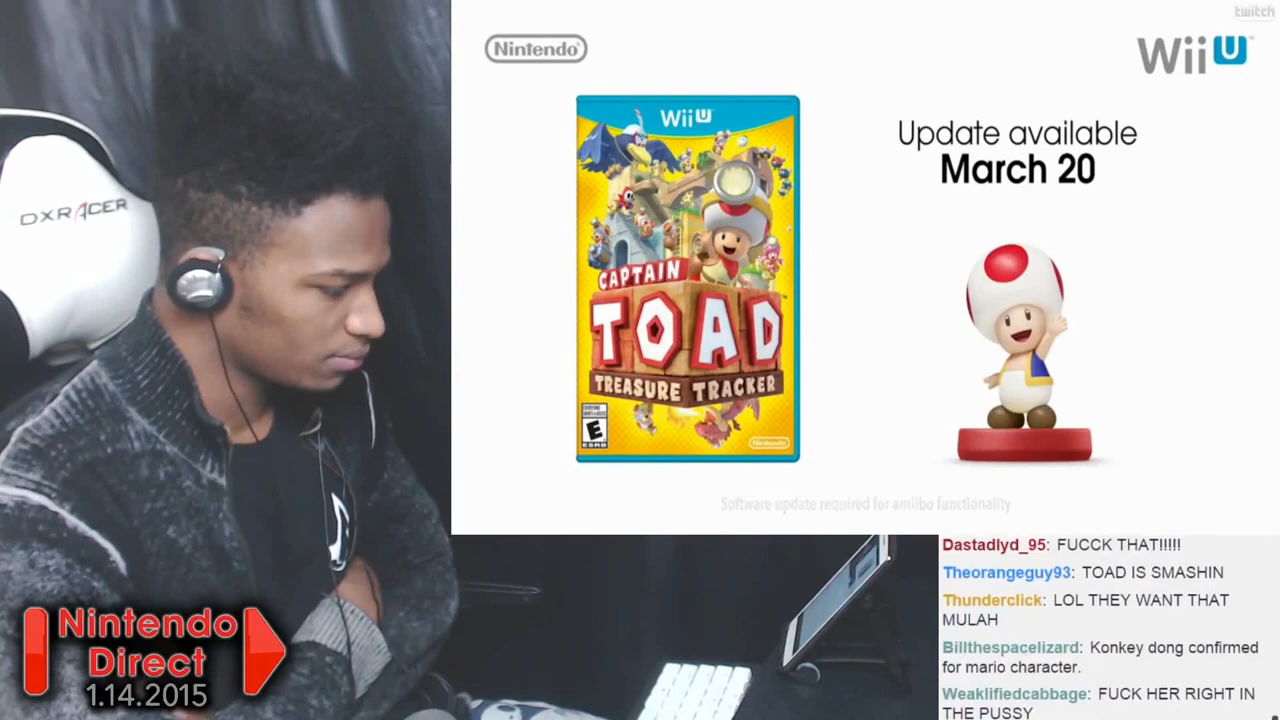 twitch
Nintendo
Wii U
Wii U
Update available
March 20
DXRACER
CAPTAIN
TOAD
TREASURE TRACKER
E
ESRB
Nintendo
Software update required for amiibo functionality
Dastadlyd_95: FUCCK THAT!!!!!
Theorangeguy93: TOAD IS SMASHIN
Thunderclick: LOL THEY WANT THAT
MULAH
Billthespacelizard: Konkey dong confirmed
for mario character.
Weaklifiedcabbage: FUCK HER RIGHT IN
THE PUSSY
Nintendo
Direct
1.14.2015